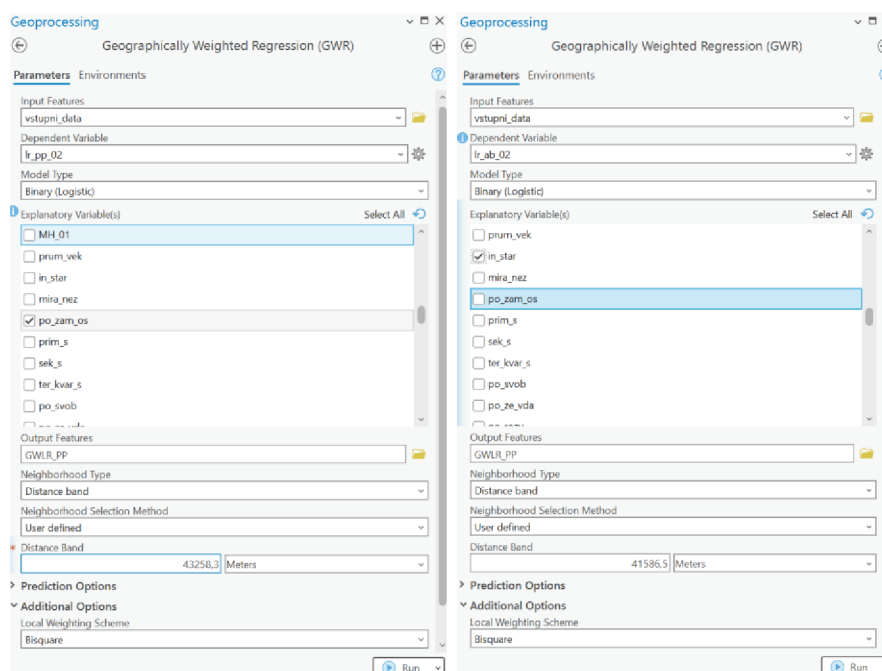 Geoprocessing
Geographically Weighted Regression (GWR)
Parameters Environments
Input Features
vstupni_data
Dependent Variable
lr_pp_02
Model Type
Binary (Logistic)
Explanatory Variable(s) Select All
MH_01
prum_vek
in_star
mira_nez
po_zam_os
prim_s
sek_s
ter_kvar_s
po_svob
Output Features
GWLR_PP
Neighborhood Type
Distance band
Neighborhood Selection Method
User defined
* Distance Band
43258,3 Meters
Prediction Options
Additional Options
Local Weighting Scheme
Bisquare
Run
Geoprocessing
Geographically Weighted Regression (GWR)
Parameters Environments
Input Features
vstupni_data
Dependent Variable
lr_ab_02
Model Type
Binary (Logistic)
Explanatory Variable(s) Select All
prum_vek
in_star
mira_nez
po_zam_os
prim_s
sek_s
ter_kvar_s
po_svob
po_ze_vda
Output Features
GWLR_PP
Neighborhood Type
Distance band
Neighborhood Selection Method
User defined
Distance Band
41586,5 Meters
Prediction Options
Additional Options
Local Weighting Scheme
Bisquare
Run